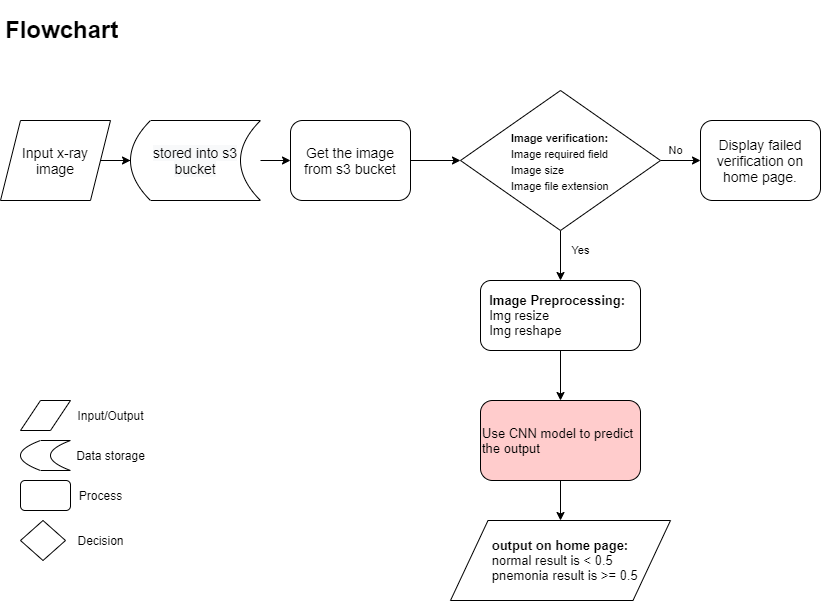 Flowchart
Input x-ray
image
stored into s3
bucket
Get the image
from s3 bucket
Image verification:
Image required field
Image size
Image file extension
No
Display failed
verification on
home page.
Yes
Image Preprocessing:
Img resize
Img reshape
Use CNN model to predict
the output
output on home page:
normal result is < 0.5
pnemonia result is >= 0.5
Input/Output
Data storage
Process
Decision